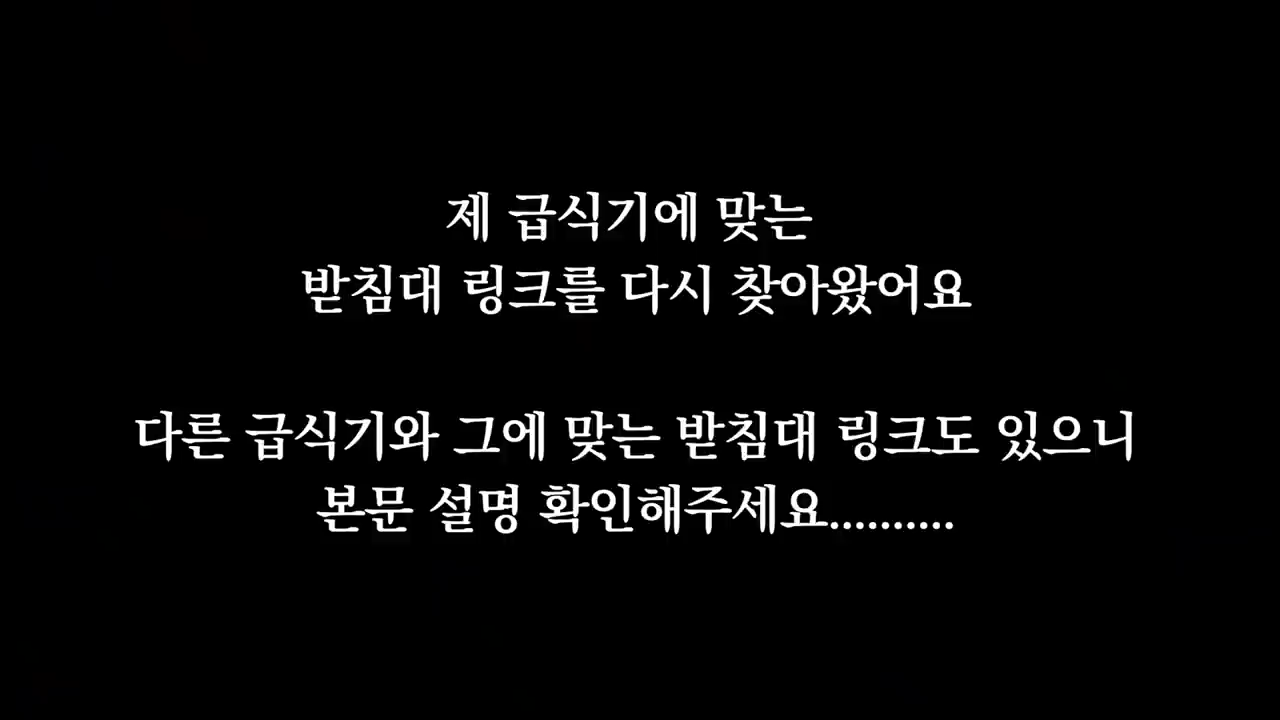 제 급식기에 맞는
받침대 링크를 다시 찾아왔어요
다른 급식기와 그에 맞는 받침대 링크도 있으니
본문 설명 확인해주세요..........